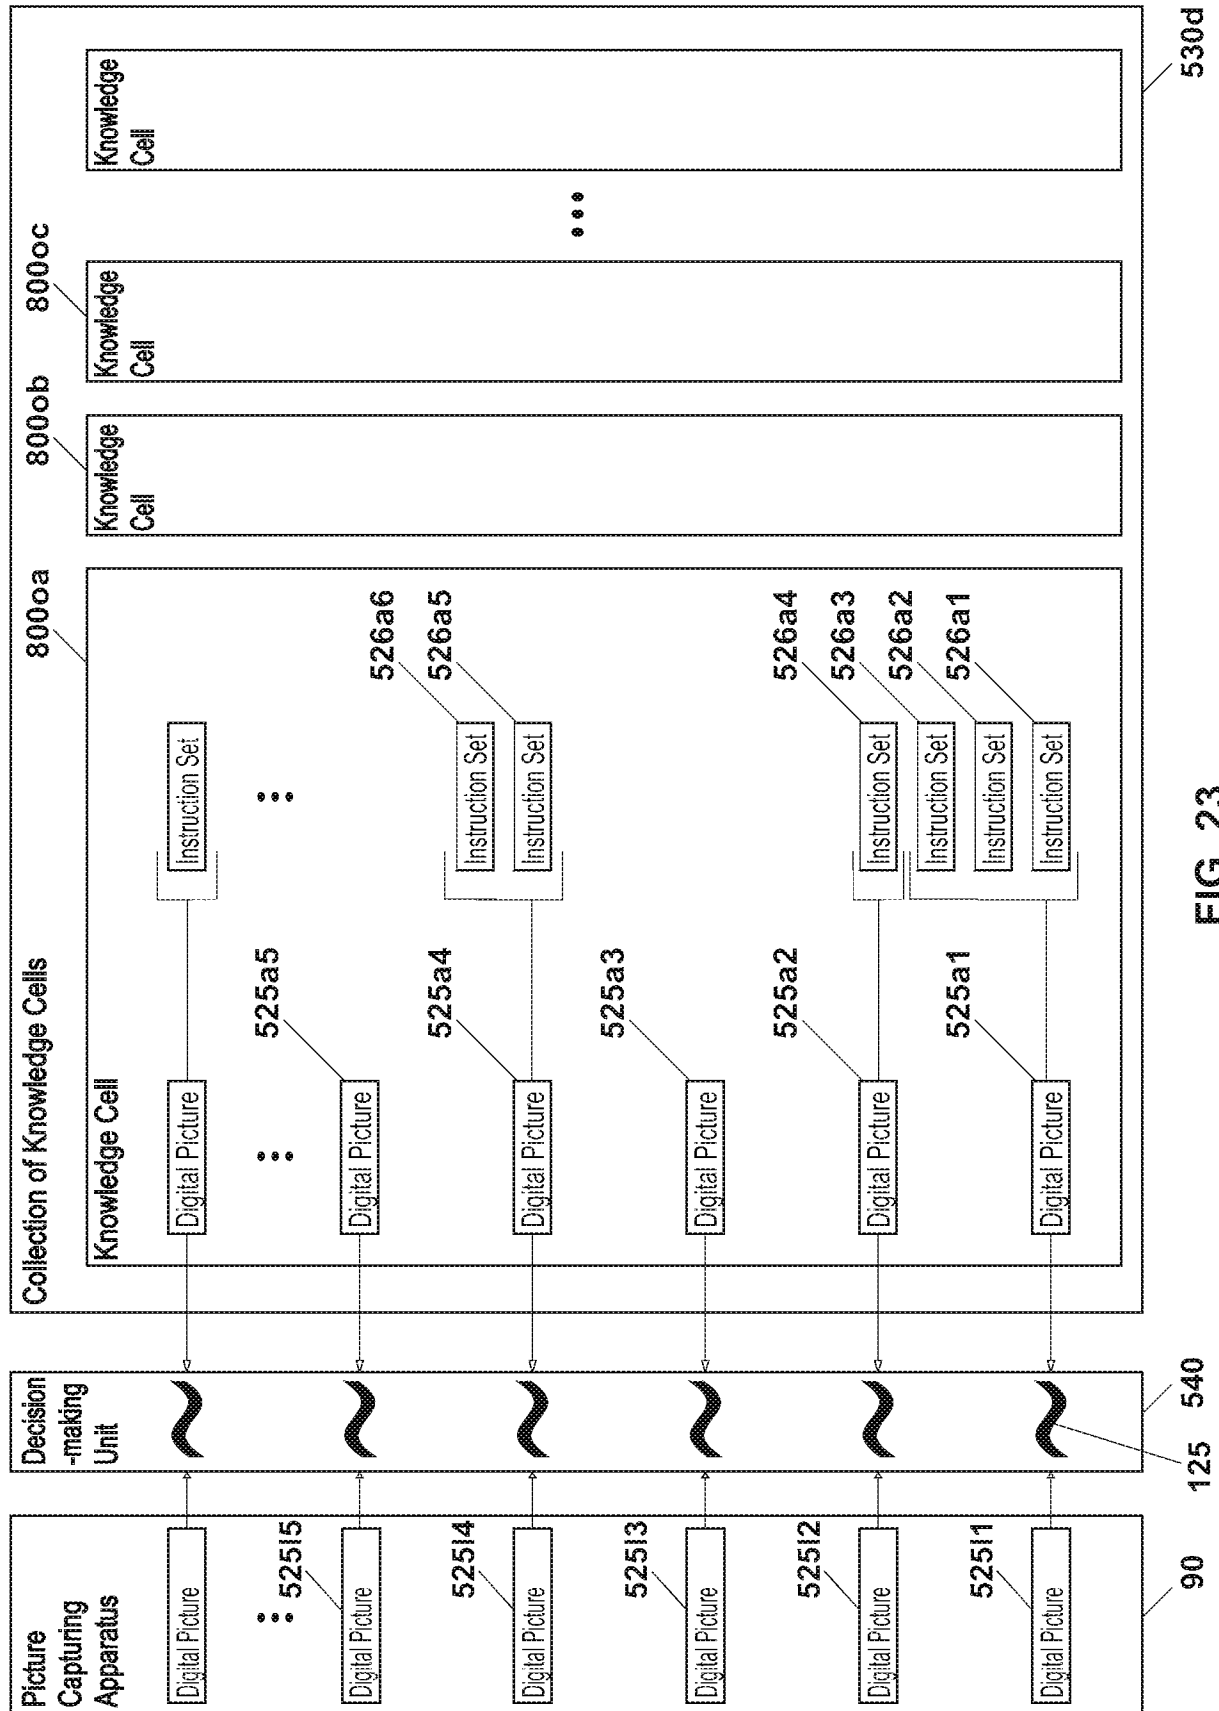 Picture
Capturing
Apparatus
Digital Picture
...
525l5
Digital Picture
525l4
Digital Picture
525l3
Digital Picture
525l2
Digital Picture
525l1
Digital Picture
90
Decision
-making
Unit
125
540
Collection of Knowledge Cells
Knowledge Cell
800oa
Digital Picture
Instruction Set
...
...
525a5
Digital Picture
525a4
Digital Picture
526a6
Instruction Set
526a5
Instruction Set
525a3
Digital Picture
525a2
Digital Picture
526a4
Instruction Set
526a3
Instruction Set
526a2
Instruction Set
525a1
Digital Picture
526a1
Instruction Set
800ob
Knowledge
Cell
800oc
Knowledge
Cell
...
Knowledge
Cell
530d
FIG. 23